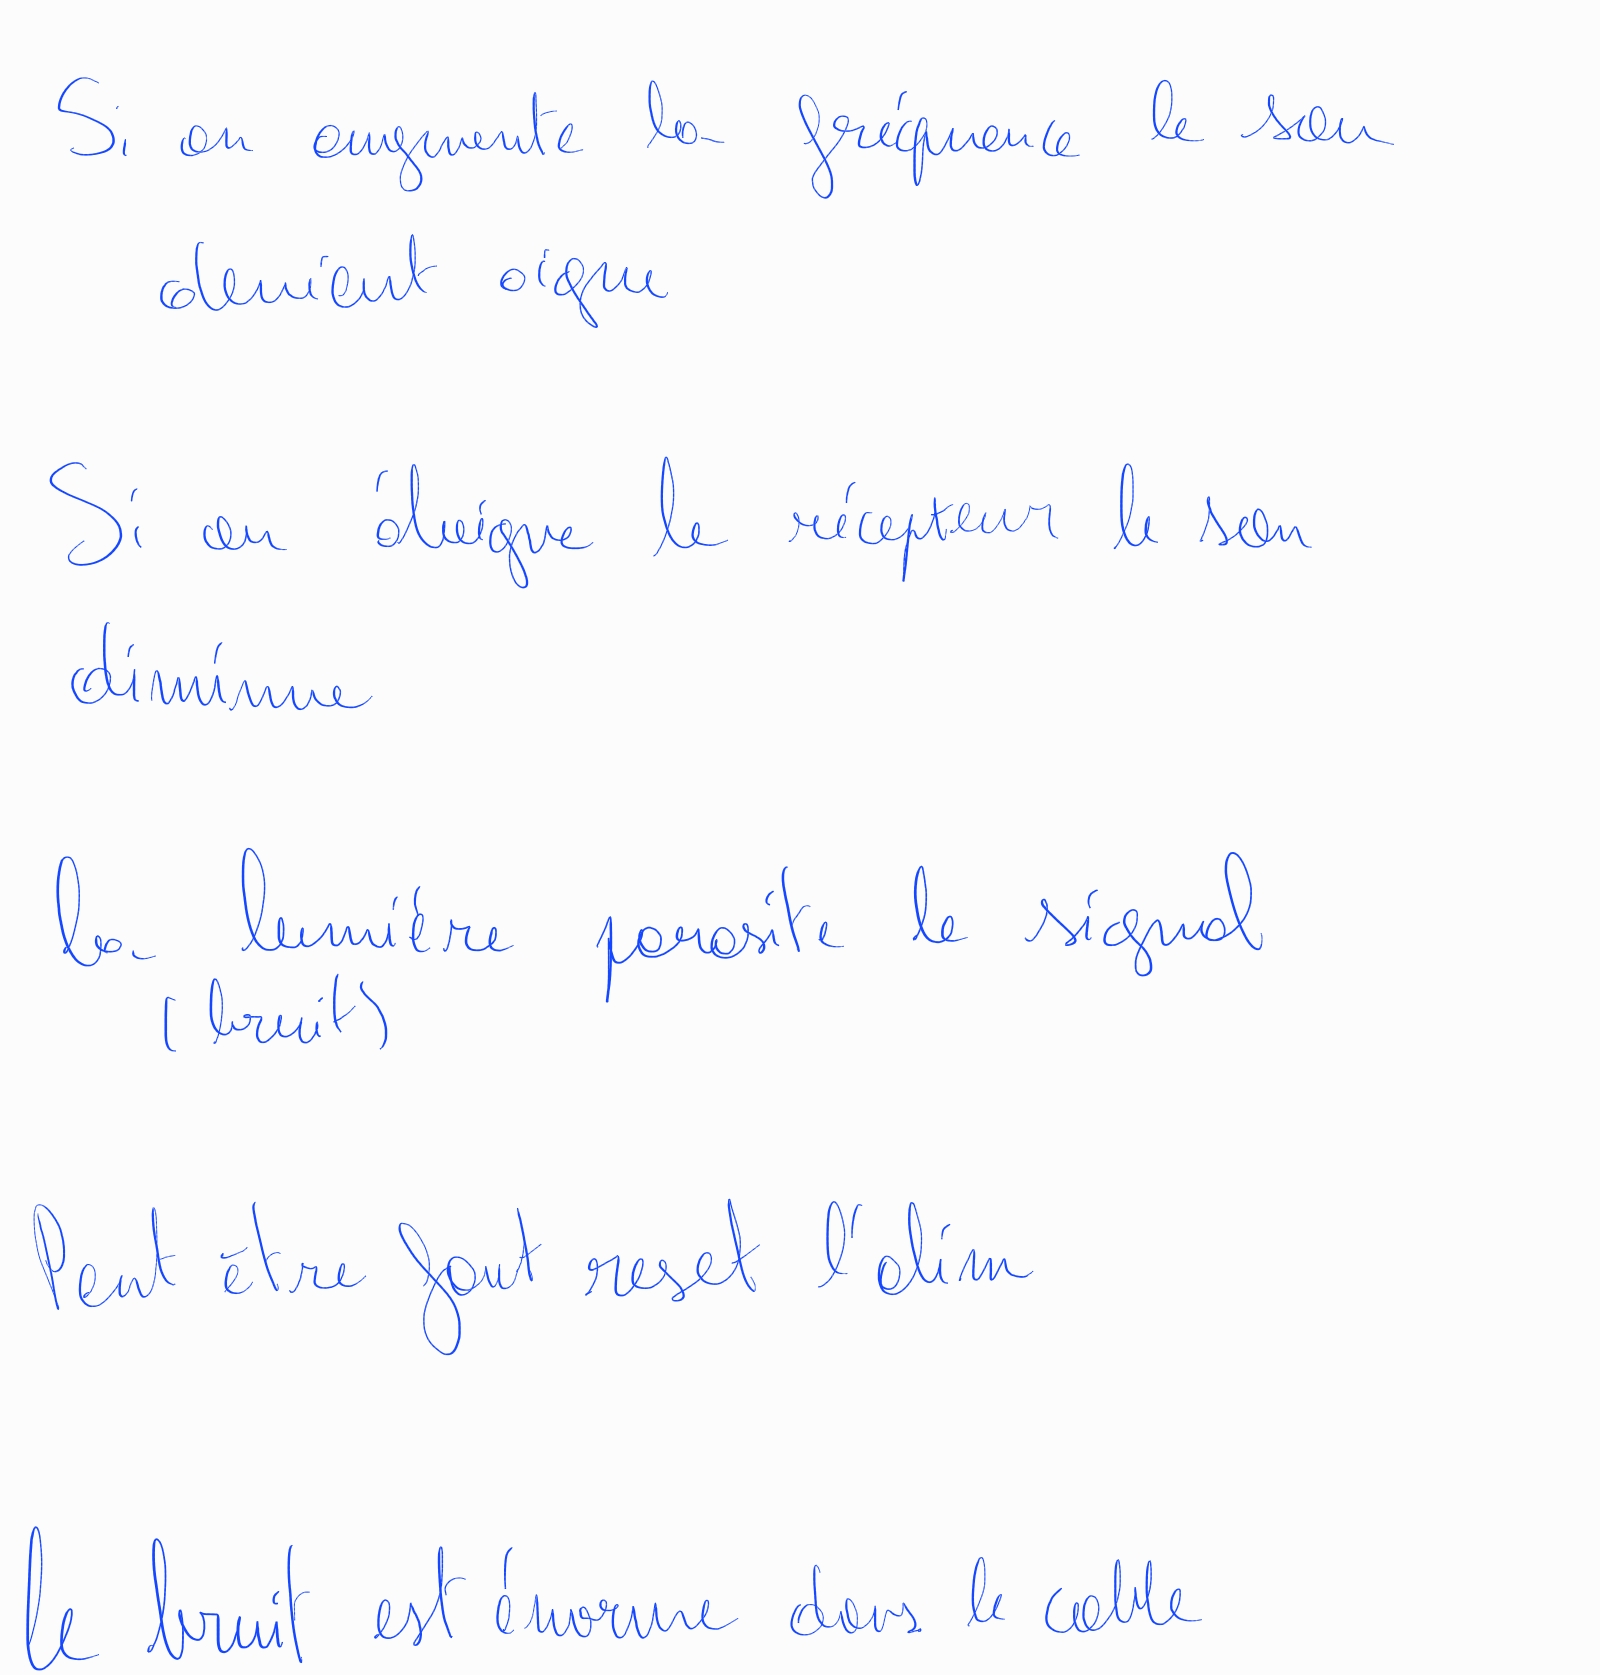 Si on augmente la fréquence le son
devient aigue
Si on éloigne le récepteur le son
diminue
la lumière parasite le signal
(bruit)
Peut être faut reset l'alim
le bruit est énorme dans le cable